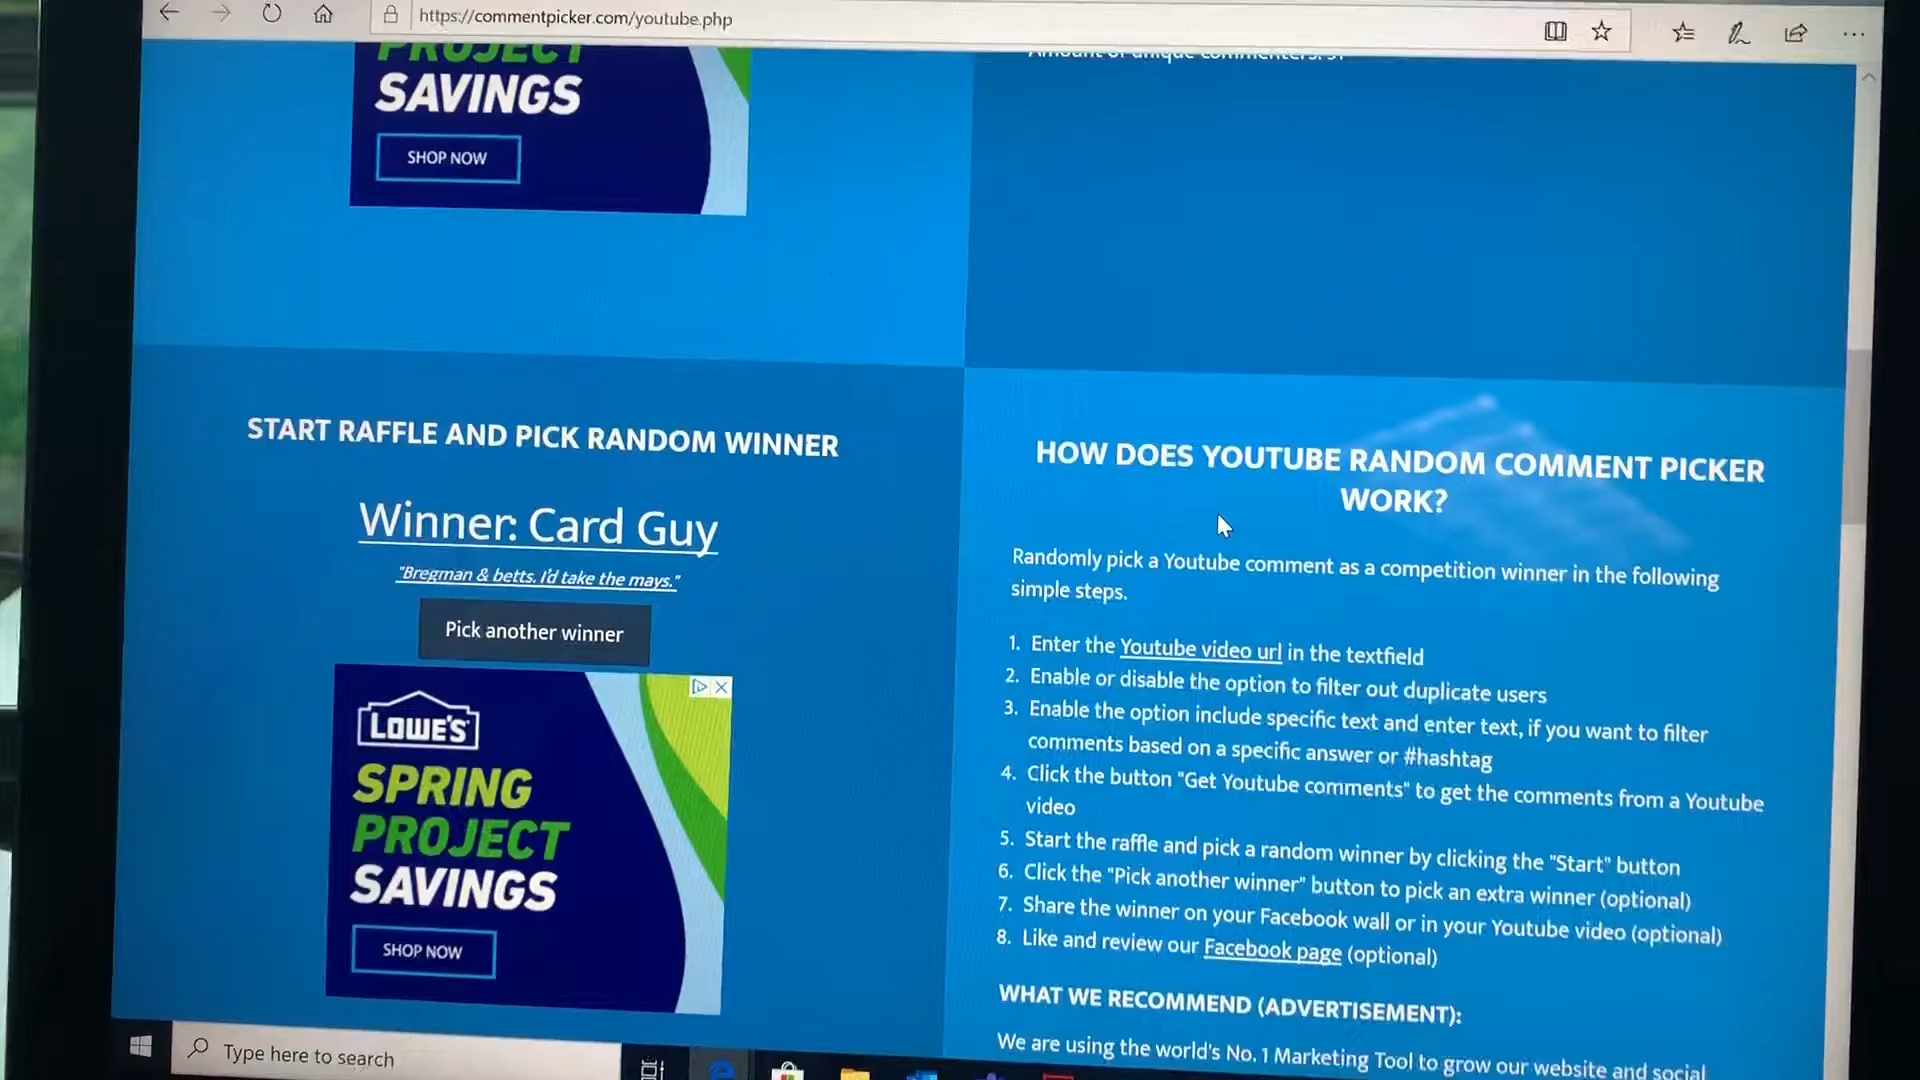 https://commentpicker.com/youtube.php
PROJECT
SAVINGS
SHOP NOW
Amount of unique commenters:
START RAFFLE AND PICK RANDOM WINNER
Winner: Card Guy
"Bregman & betts. I'd take the mays."
Pick another winner
LOWE'S
SPRING
PROJECT
SAVINGS
SHOP NOW
HOW DOES YOUTUBE RANDOM COMMENT PICKER
WORK?
Randomly pick a Youtube comment as a competition winner in the following
simple steps.
1. Enter the Youtube video url in the textfield
2. Enable or disable the option to filter out duplicate users
3. Enable the option include specific text and enter text, if you want to filter
comments based on a specific answer or #hashtag
4. Click the button "Get Youtube comments" to get the comments from a Youtube
video
5. Start the raffle and pick a random winner by clicking the "Start" button
6. Click the "Pick another winner" button to pick an extra winner (optional)
7. Share the winner on your Facebook wall or in your Youtube video (optional)
8. Like and review our Facebook page (optional)
WHAT WE RECOMMEND (ADVERTISEMENT):
We are using the world's No. 1 Marketing Tool to grow our website and social
Type here to search